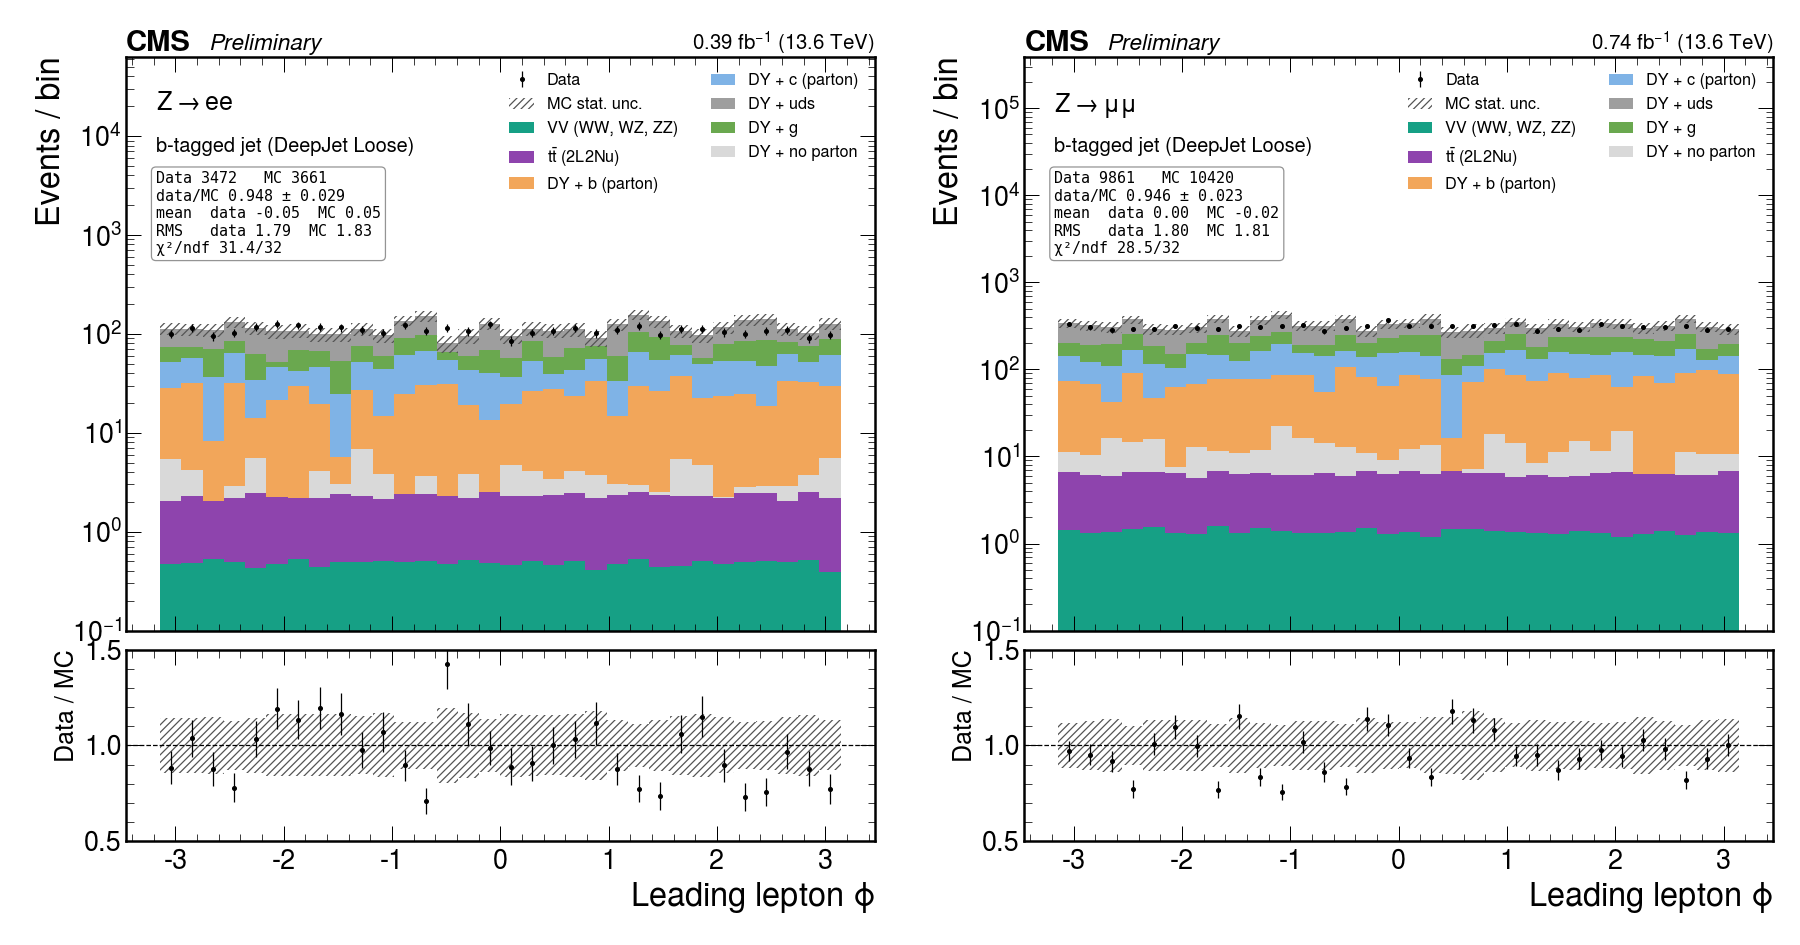 CMS Preliminary 0.39 fb⁻¹ (13.6 TeV)
Events / bin
Z → ee
b-tagged jet (DeepJet Loose)
Data 3472   MC 3661
data/MC 0.948 ± 0.029
mean  data -0.05  MC 0.05
RMS   data 1.79  MC 1.83
χ²/ndf 31.4/32
Data
MC stat. unc.
VV (WW, WZ, ZZ)
tt̄ (2L2Nu)
DY + b (parton)
DY + c (parton)
DY + uds
DY + g
DY + no parton
10⁴
10³
10²
10¹
10⁰
10⁻¹
Data / MC
1.5
1.0
0.5
-3 -2 -1 0 1 2 3
Leading lepton ϕ
CMS Preliminary 0.74 fb⁻¹ (13.6 TeV)
Events / bin
Z → μμ
b-tagged jet (DeepJet Loose)
Data 9861   MC 10420
data/MC 0.946 ± 0.023
mean  data 0.00  MC -0.02
RMS   data 1.80  MC 1.81
χ²/ndf 28.5/32
Data
MC stat. unc.
VV (WW, WZ, ZZ)
tt̄ (2L2Nu)
DY + b (parton)
DY + c (parton)
DY + uds
DY + g
DY + no parton
10⁵
10⁴
10³
10²
10¹
10⁰
10⁻¹
Data / MC
1.5
1.0
0.5
-3 -2 -1 0 1 2 3
Leading lepton ϕ